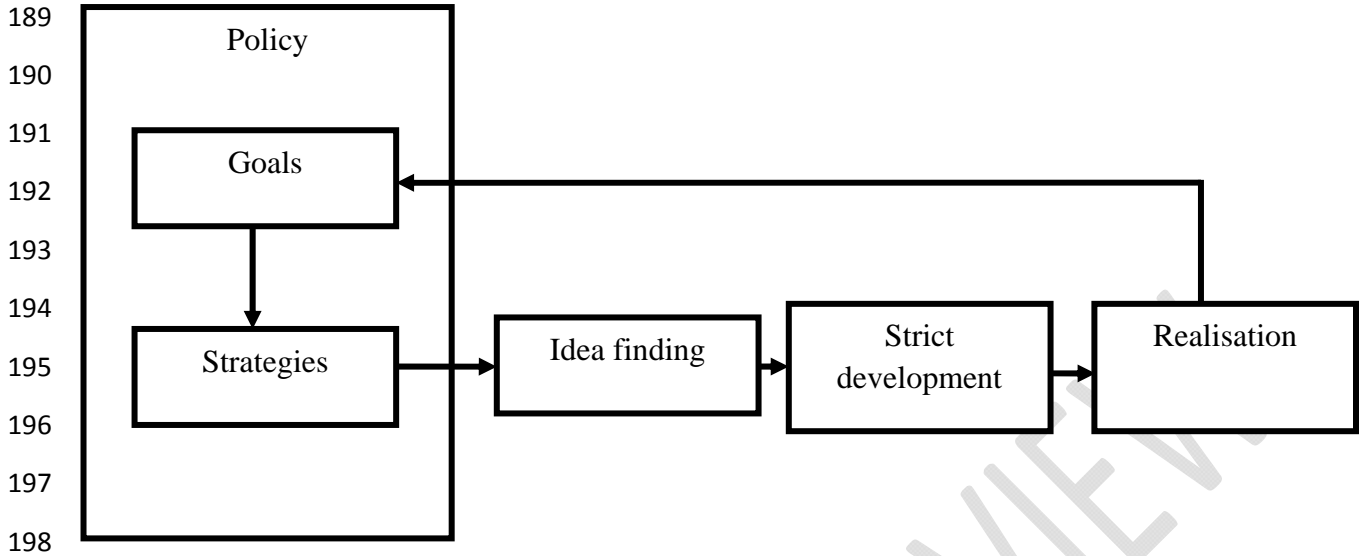 189
Policy
190
191
Goals
192
193
194
Strategies
Idea finding
Strict
development
Realisation
195
196
197
198